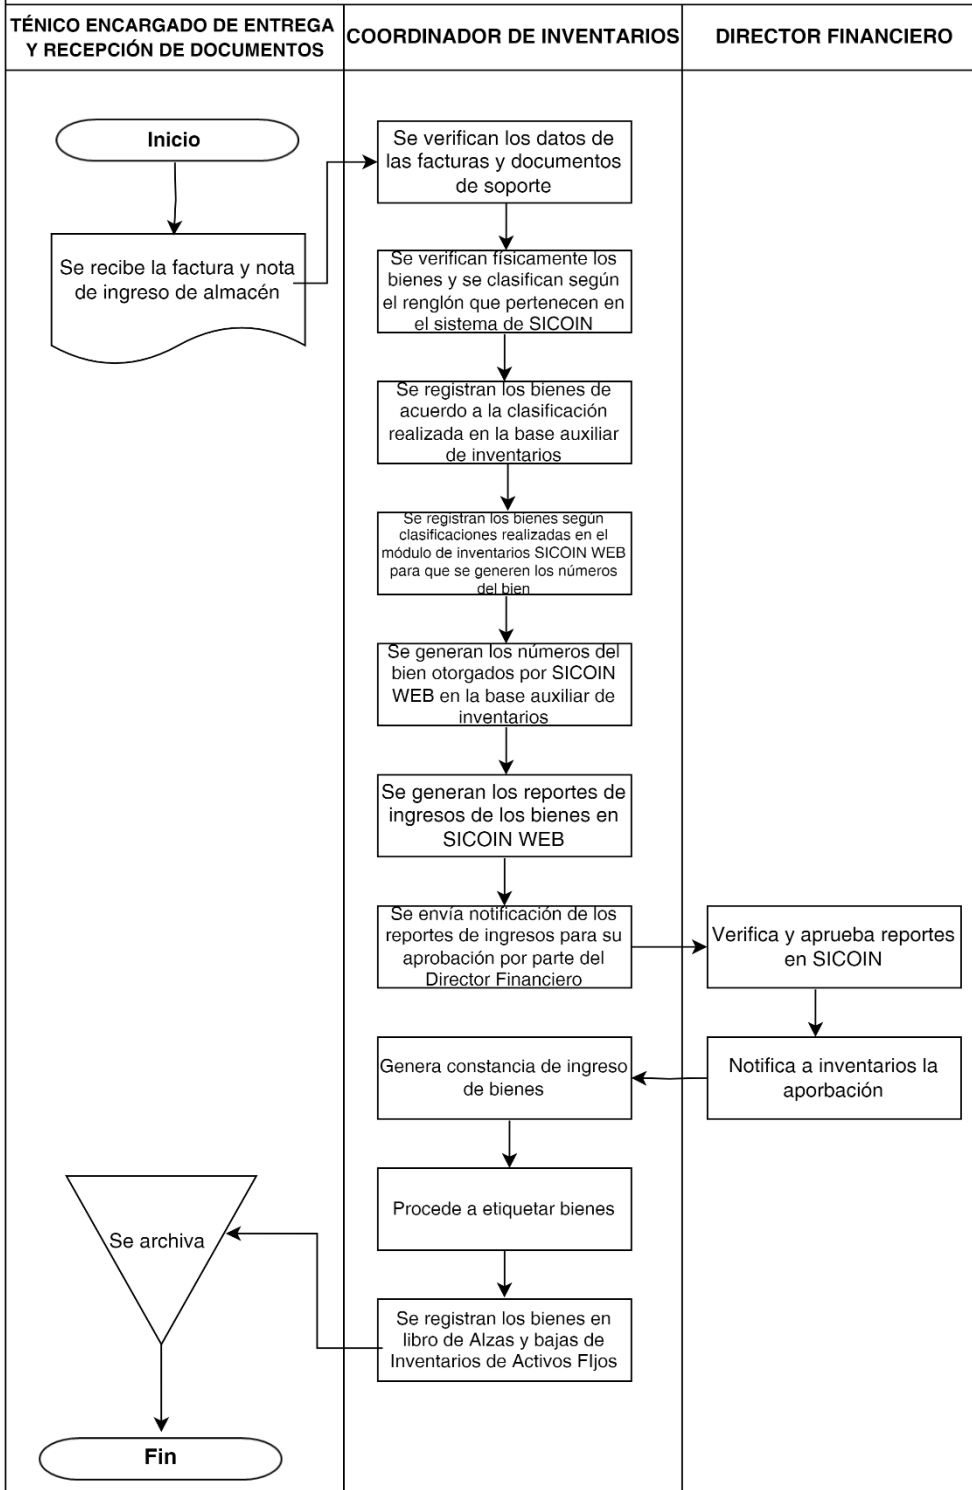 TÉNICO ENCARGADO DE ENTREGA
Y RECEPCIÓN DE DOCUMENTOS
COORDINADOR DE INVENTARIOS
DIRECTOR FINANCIERO
Inicio
Se recibe la factura y nota
de ingreso de almacén
Se verifican los datos de
las facturas y documentos
de soporte
Se verifican físicamente los
bienes y se clasifican según
el renglón que pertenecen en
el sistema de SICOIN
Se registran los bienes de
acuerdo a la clasificación
realizada en la base auxiliar
de inventarios
Se registran los bienes según
clasificaciones realizadas en el
módulo de inventarios SICOIN WEB
para que se generen los números
del bien
Se generan los números del
bien otorgados por SICOIN
WEB en la base auxiliar de
inventarios
Se generan los reportes de
ingresos de los bienes en
SICOIN WEB
Se envía notificación de los
reportes de ingresos para su
aprobación por parte del
Director Financiero
Verifica y aprueba reportes
en SICOIN
Notifica a inventarios la
aporbación
Genera constancia de ingreso
de bienes
Procede a etiquetar bienes
Se registran los bienes en
libro de Alzas y bajas de
Inventarios de Activos FIjos
Se archiva
Fin